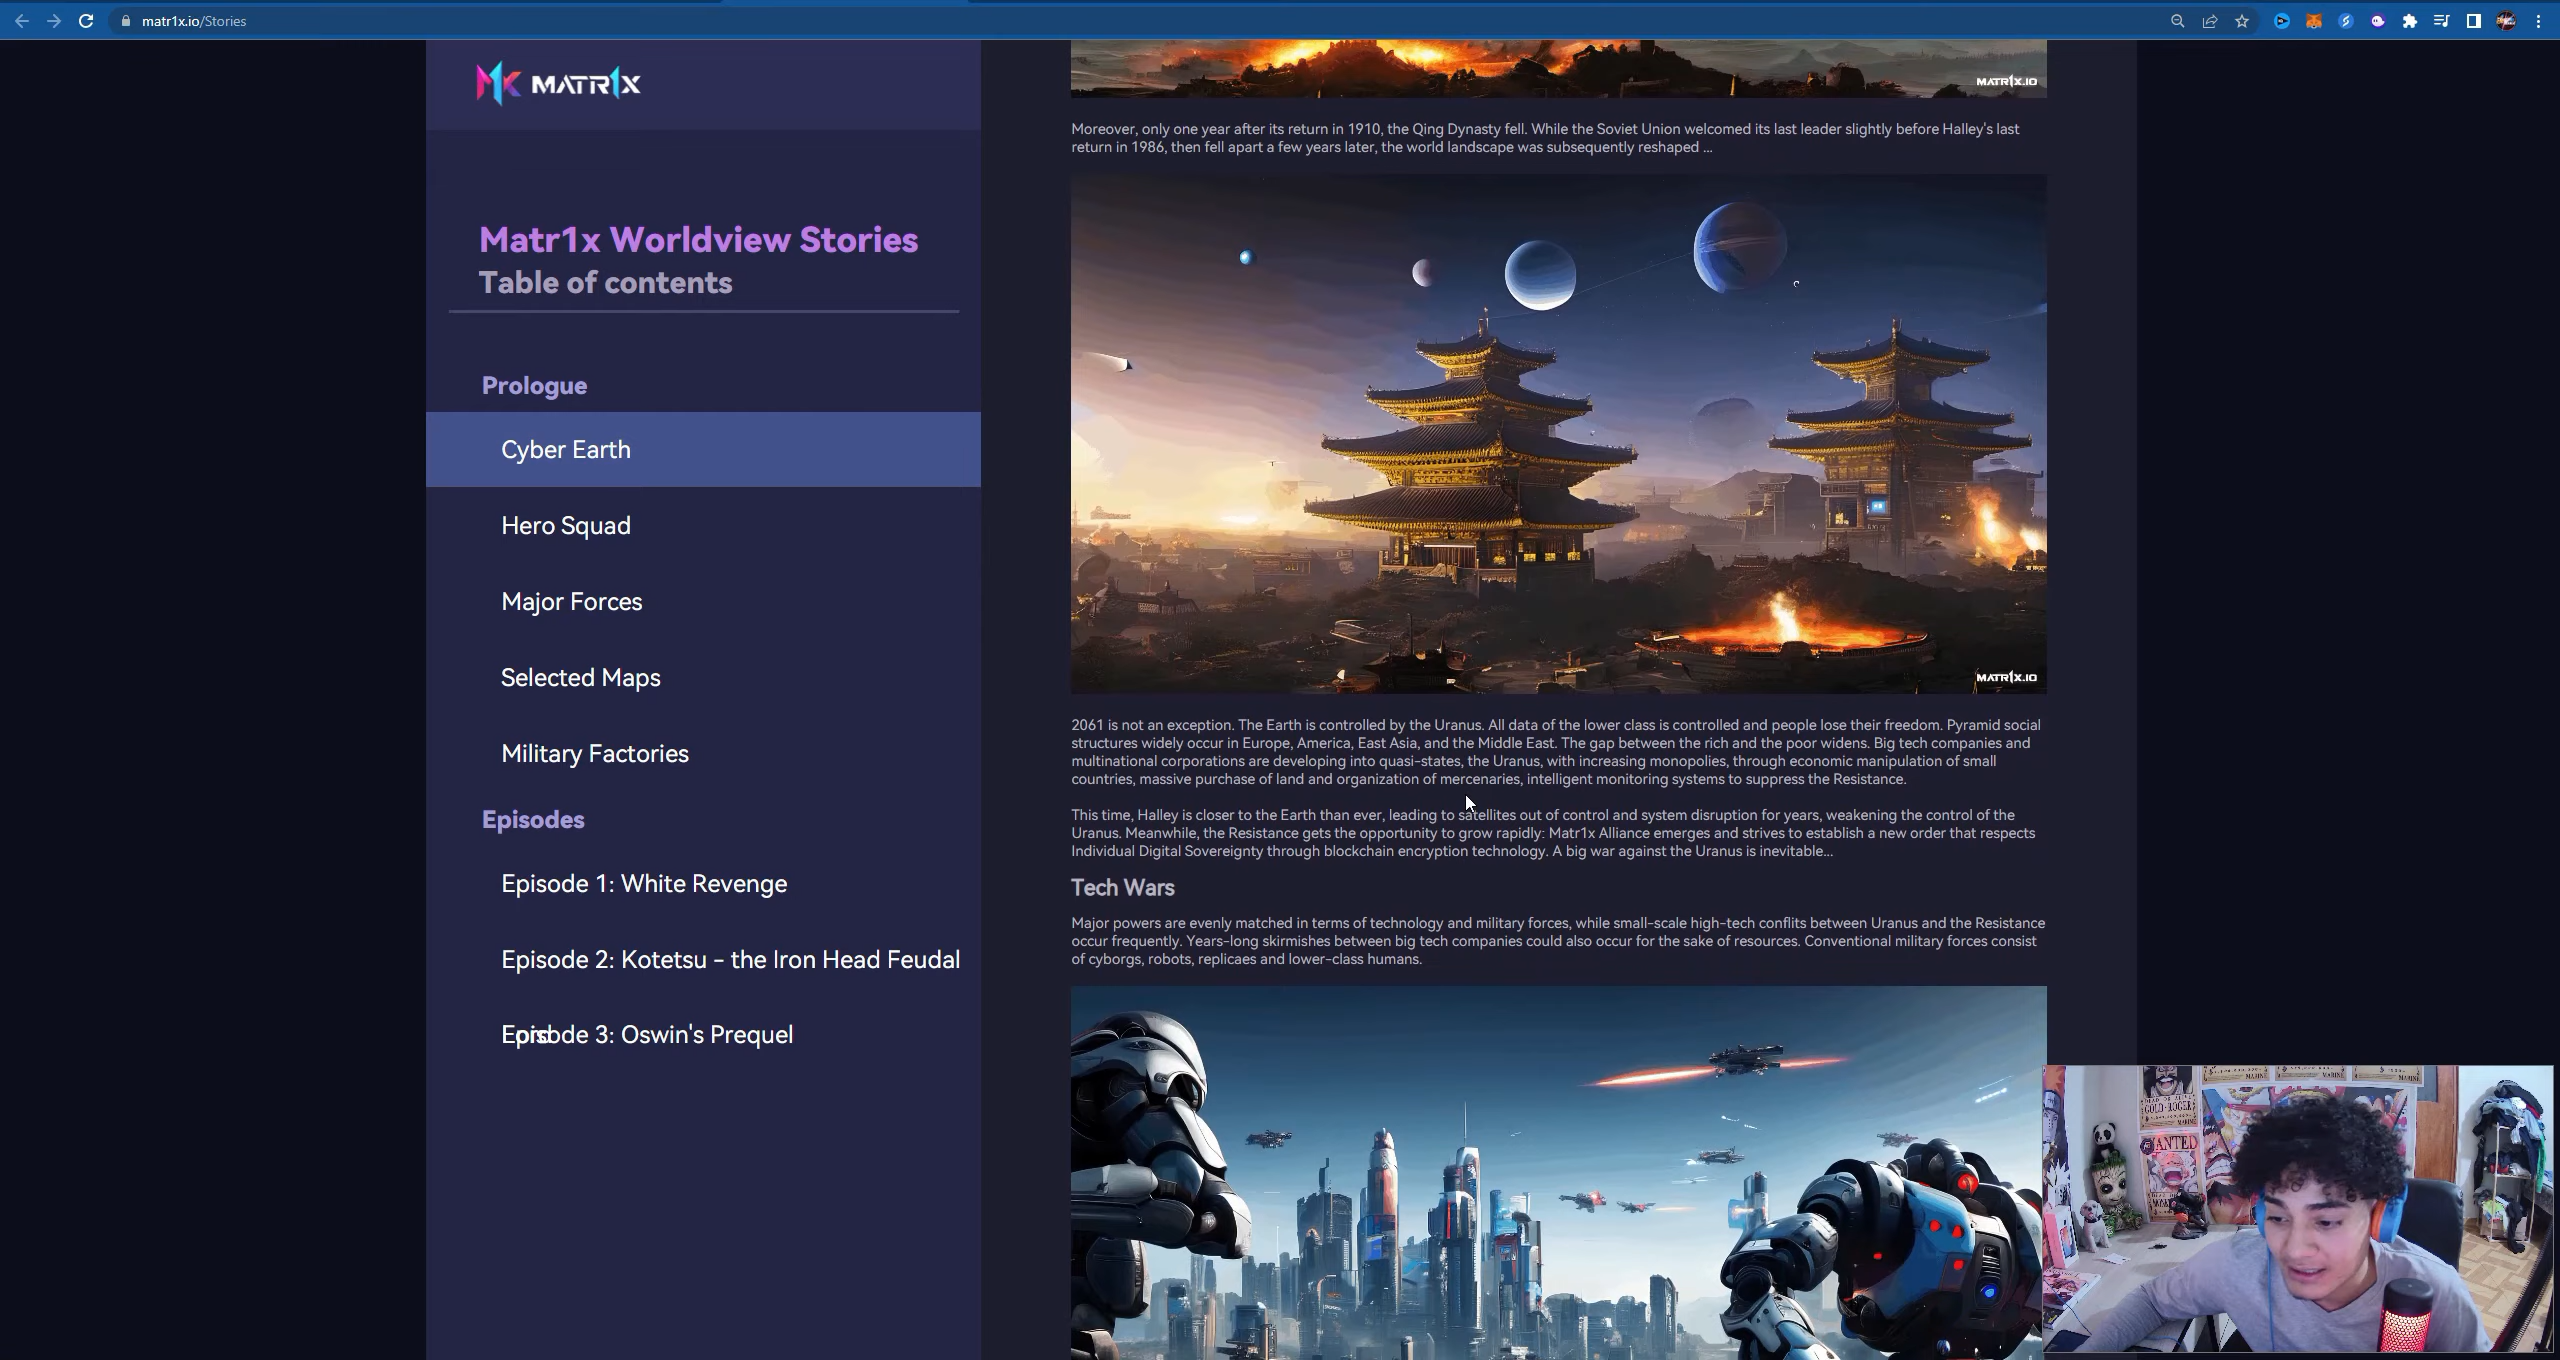 matr1x.io/Stories
MATR1X
Matr1x Worldview Stories
Table of contents
Prologue
Cyber Earth
Hero Squad
Major Forces
Selected Maps
Military Factories
Episodes
Episode 1: White Revenge
Episode 2: Kotetsu - the Iron Head Feudal
Episode 3: Oswin's Prequel
MATR1X.IO
Moreover, only one year after its return in 1910, the Qing Dynasty fell. While the Soviet Union welcomed its last leader slightly before Halley's last
return in 1986, then fell apart a few years later, the world landscape was subsequently reshaped ...
MATR1X.IO
2061 is not an exception. The Earth is controlled by the Uranus. All data of the lower class is controlled and people lose their freedom. Pyramid social
structures widely occur in Europe, America, East Asia, and the Middle East. The gap between the rich and the poor widens. Big tech companies and
multinational corporations are developing into quasi-states, the Uranus, with increasing monopolies, through economic manipulation of small
countries, massive purchase of land and organization of mercenaries, intelligent monitoring systems to suppress the Resistance.
This time, Halley is closer to the Earth than ever, leading to satellites out of control and system disruption for years, weakening the control of the
Uranus. Meanwhile, the Resistance gets the opportunity to grow rapidly: Matr1x Alliance emerges and strives to establish a new order that respects
Individual Digital Sovereignty through blockchain encryption technology. A big war against the Uranus is inevitable...
Tech Wars
Major powers are evenly matched in terms of technology and military forces, while small-scale high-tech conflits between Uranus and the Resistance
occur frequently. Years-long skirmishes between big tech companies could also occur for the sake of resources. Conventional military forces consist
of cyborgs, robots, replicaes and lower-class humans.
MARINE
MARINE
MARINE
GOLD·ROGER
WANTED